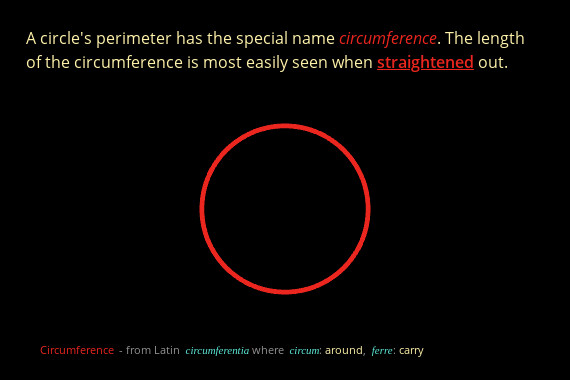 A circle's perimeter has the special name circumference. The length
of the circumference is most easily seen when straightened out.
Circumference - from Latin circumferentia where circum: around, ferre: carry